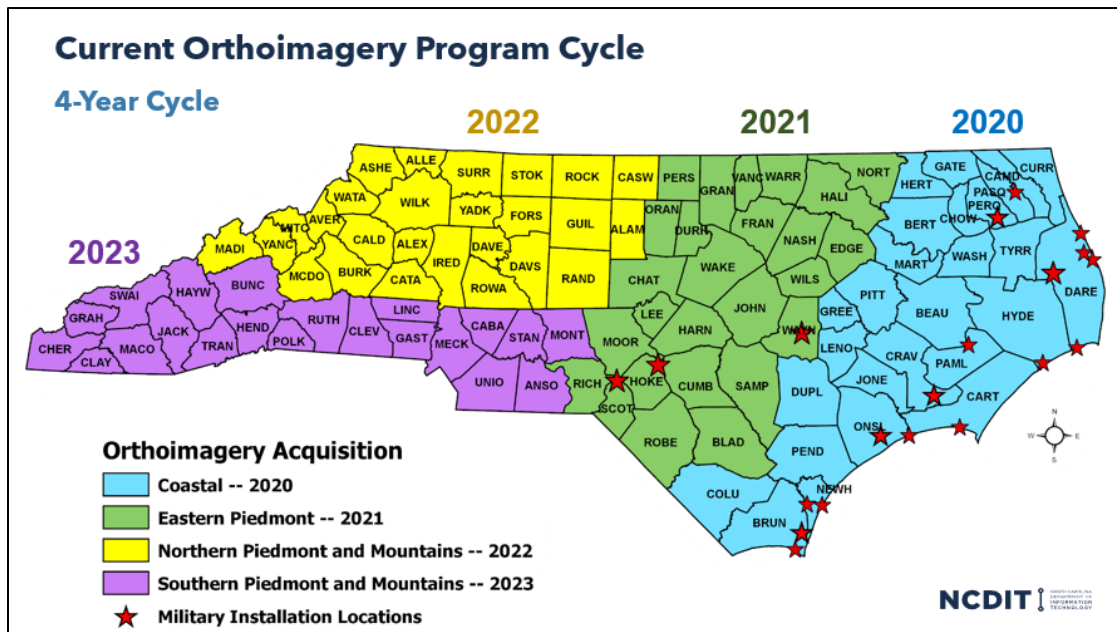 Current Orthoimagery Program Cycle
4-Year Cycle
2022
2021
2020
2023
ASHE
ALLE
SURR
STOK
ROCK
CASW
PERS
GRAN
VANC
WARR
HALI
NORT
HERT
GATE
CAMD
CURR
PASQ
PERQ
CHOW
BERT
WATA
WILK
YADK
FORS
GUIL
ALAM
ORAN
DURH
FRAN
NASH
EDGE
MART
WASH
TYRR
DARE
MITC
AVER
MADI
YANC
CALD
ALEX
IRED
DAVE
DAVS
RAND
CHAT
WAKE
WILS
PITT
BEAU
HYDE
MCDO
BURK
CATA
ROWA
SWAI
HAYW
BUNC
GRAH
JACK
HEND
RUTH
CLEV
LINC
GAST
CABA
STAN
MONT
MOOR
LEE
HARN
JOHN
GREE
LENO
CRAV
PAML
CHER
CLAY
MACO
TRAN
POLK
MECK
UNIO
ANSO
RICH
HOKE
SCOT
CUMB
SAMP
DUPL
JONE
CART
ONSL
ROBE
BLAD
PEND
COLU
BRUN
NEWH
N
W
E
S
Orthoimagery Acquisition
Coastal -- 2020
Eastern Piedmont -- 2021
Northern Piedmont and Mountains -- 2022
Southern Piedmont and Mountains -- 2023
Military Installation Locations
NCDIT
NORTH CAROLINA
DEPARTMENT OF
INFORMATION
TECHNOLOGY